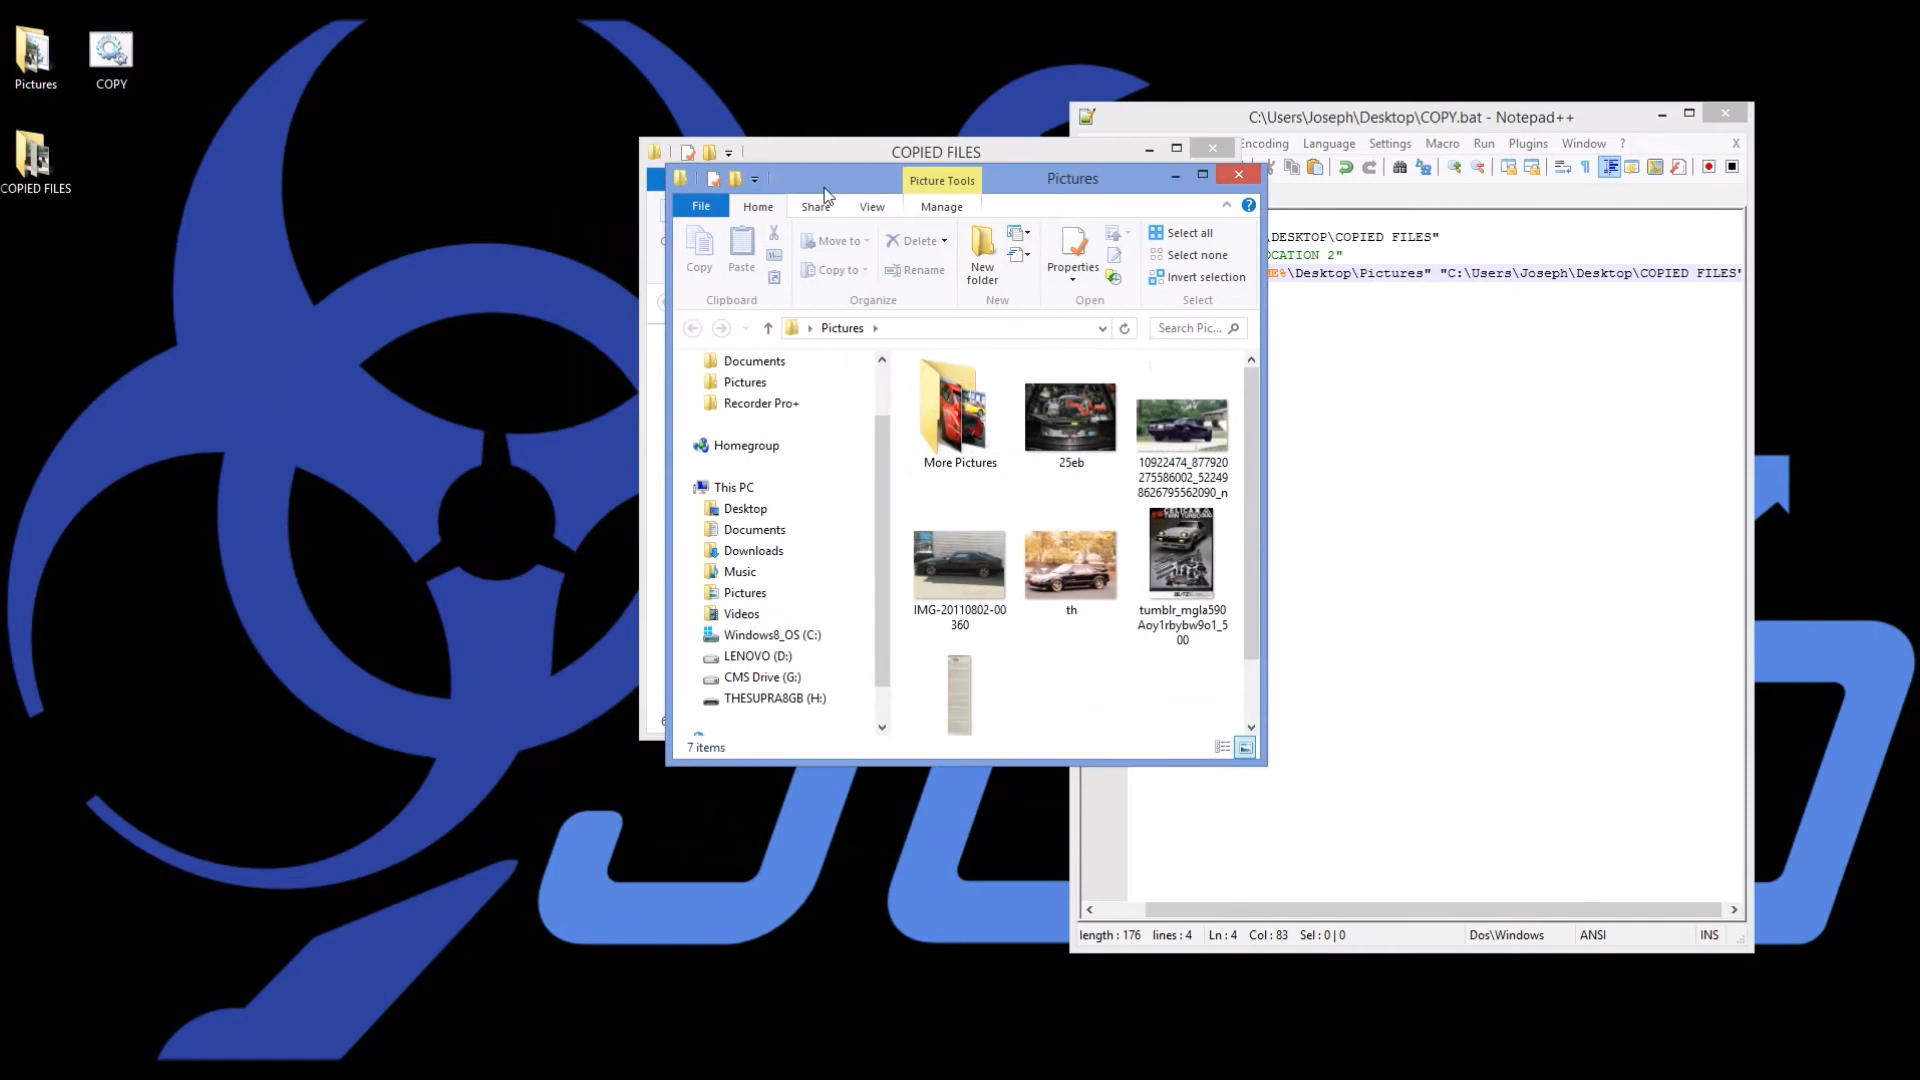 Pictures
COPY
COPIED FILES
C:\Users\Joseph\Desktop\COPY.bat - Notepad++
Encoding Language Settings Macro Run Plugins Window ? X
\DESKTOP\COPIED FILES"
OCATION 2"
ME%\Desktop\Pictures" "C:\Users\Joseph\Desktop\COPIED FILES"
length : 176 lines : 4 Ln : 4 Col : 83 Sel : 0 | 0 Dos\Windows ANSI INS
COPIED FILES
Picture Tools Pictures
File Home Share View Manage
Copy
Paste
Move to
Copy to
Delete
Rename
New
folder
Properties
Select all
Select none
Invert selection
Clipboard Organize New Open Select
Pictures Search Pic...
Documents
Pictures
Recorder Pro+
Homegroup
This PC
Desktop
Documents
Downloads
Music
Pictures
Videos
Windows8_OS (C:)
LENOVO (D:)
CMS Drive (G:)
THESUPRA8GB (H:)
More Pictures
25eb
10922474_877920
275586002_52249
8626795562090_n
IMG-20110802-00
360
th
tumblr_mgla590
Aoy1rbybw9o1_5
00
7 items